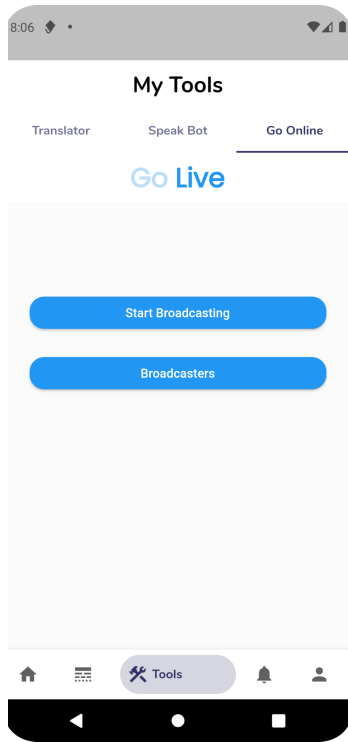 8:06
My Tools
Translator Speak Bot Go Online
Go Live
Start Broadcasting
Broadcasters
Tools